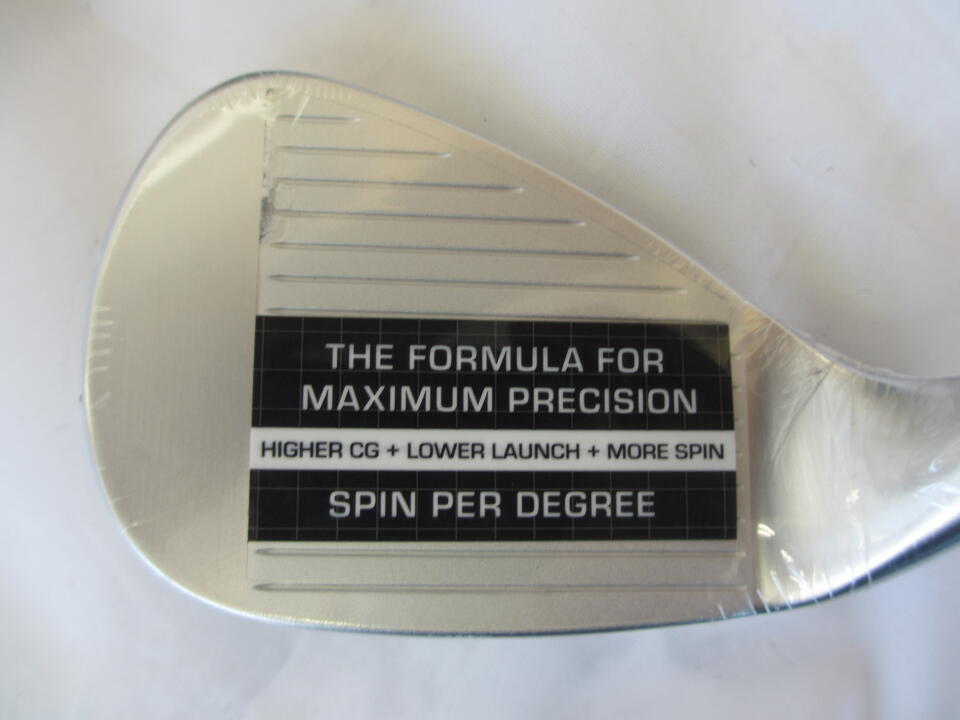 THE FORMULA FOR
MAXIMUM PRECISION
HIGHER CG + LOWER LAUNCH + MORE SPIN
SPIN PER DEGREE